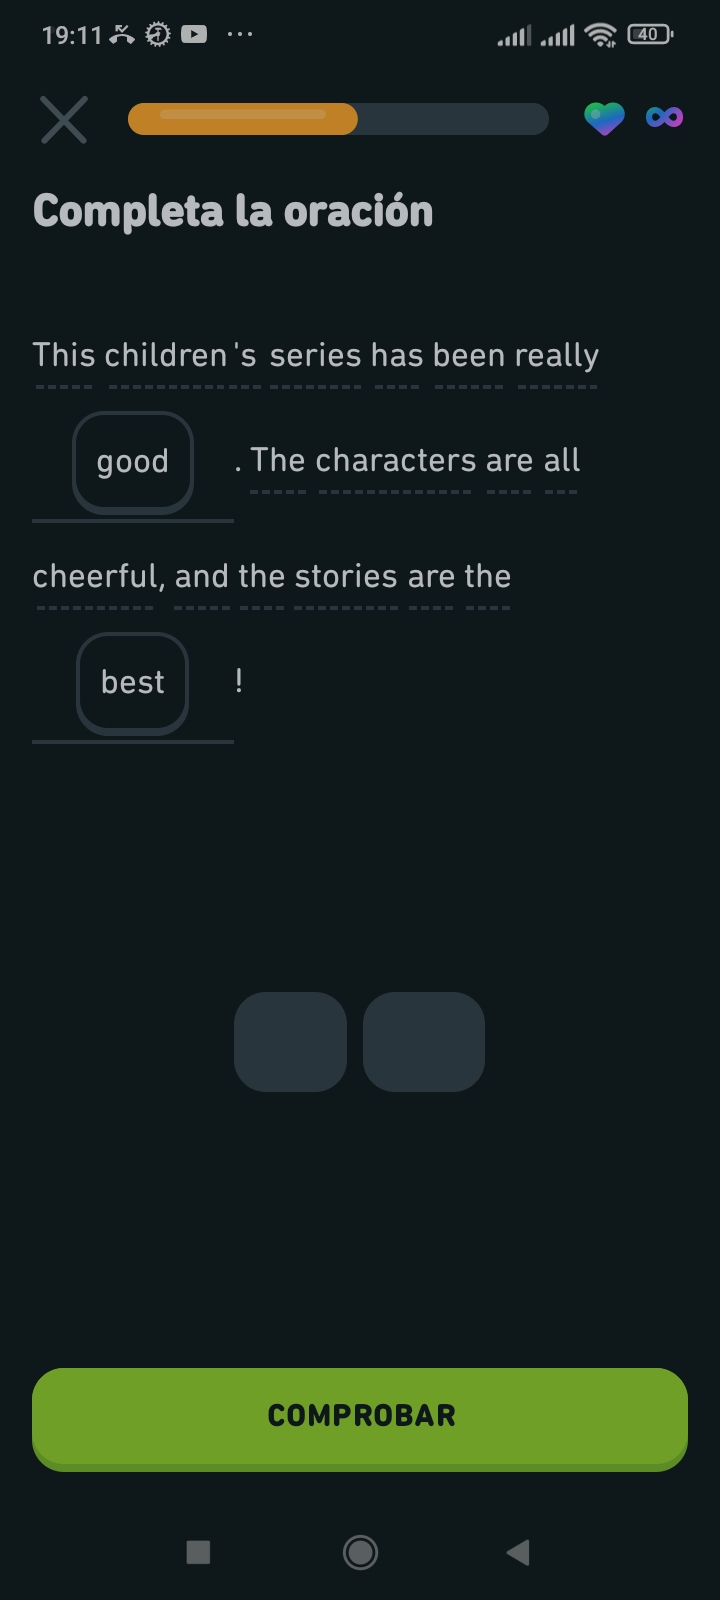 19:11
40
Completa la oración
This children's series has been really
good. The characters are all
cheerful, and the stories are the
best!
COMPROBAR